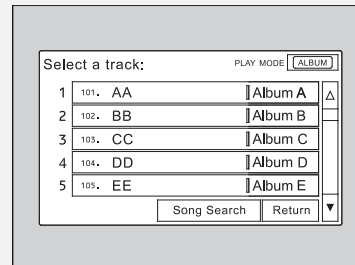 Select a track: PLAY MODE ALBUM
1 101. AA Album A
2 102. BB Album B
3 103. CC Album C
4 104. DD Album D
5 105. EE Album E
Song Search Return